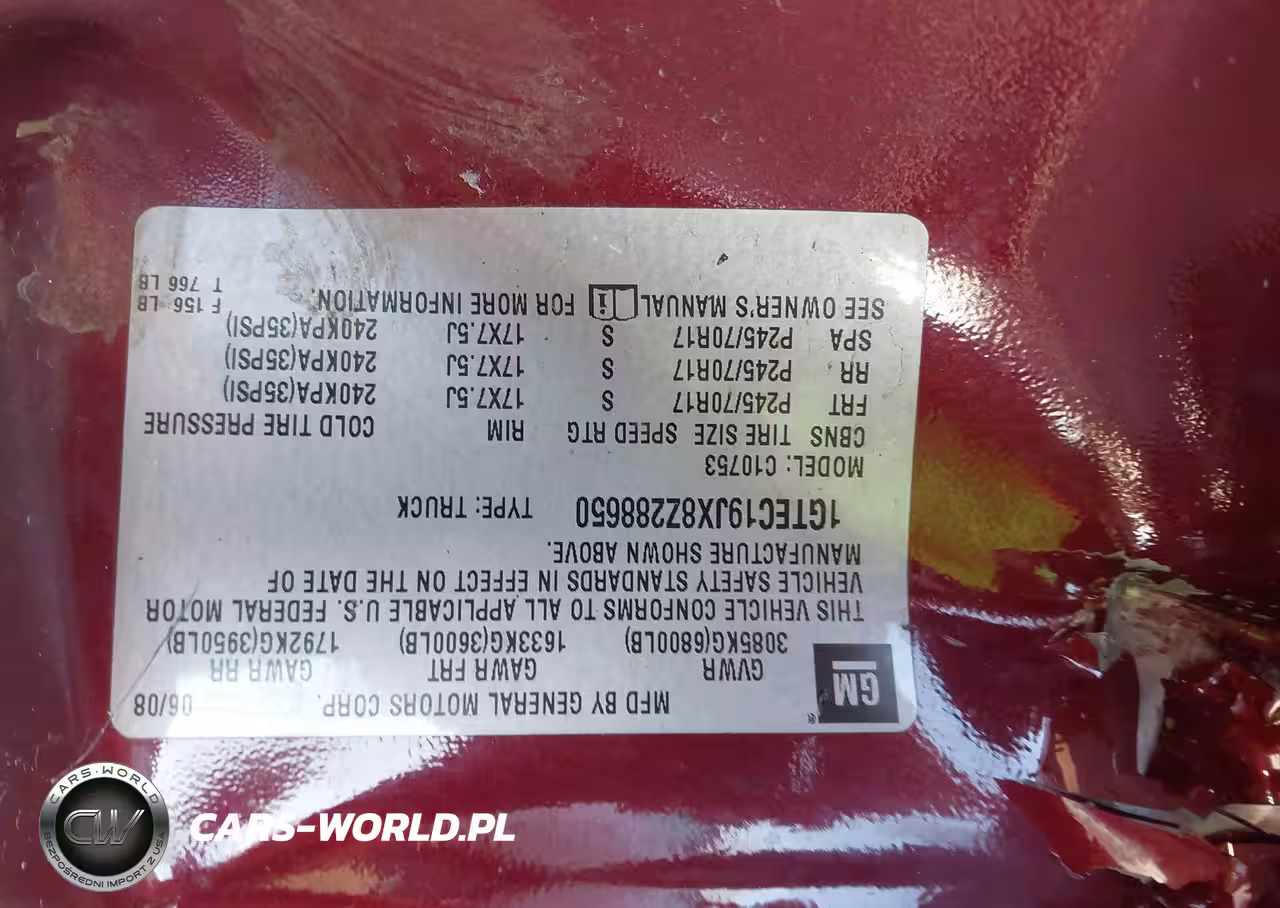 GM ®
MFD BY GENERAL MOTORS CORP. 06/08
GVWR GAWR FRT GAWR RR
3085KG(6800LB) 1633KG(3600LB) 1792KG(3950LB)
THIS VEHICLE CONFORMS TO ALL APPLICABLE U.S. FEDERAL MOTOR
VEHICLE SAFETY STANDARDS IN EFFECT ON THE DATE OF
MANUFACTURE SHOWN ABOVE.
1GTEC19JX8Z288650 TYPE: TRUCK
MODEL: C10753
CBNS TIRE SIZE SPEED RTG RIM COLD TIRE PRESSURE
FRT P245/70R17 S 17X7.5J 240KPA(35PSI)
RR P245/70R17 S 17X7.5J 240KPA(35PSI)
SPA P245/70R17 S 17X7.5J 240KPA(35PSI)
SEE OWNER'S MANUAL i FOR MORE INFORMATION.
F 156 LB
T 766 LB
CARS-WORLD
CW
BEZPOŚREDNI IMPORT Z USA
CARS-WORLD.PL